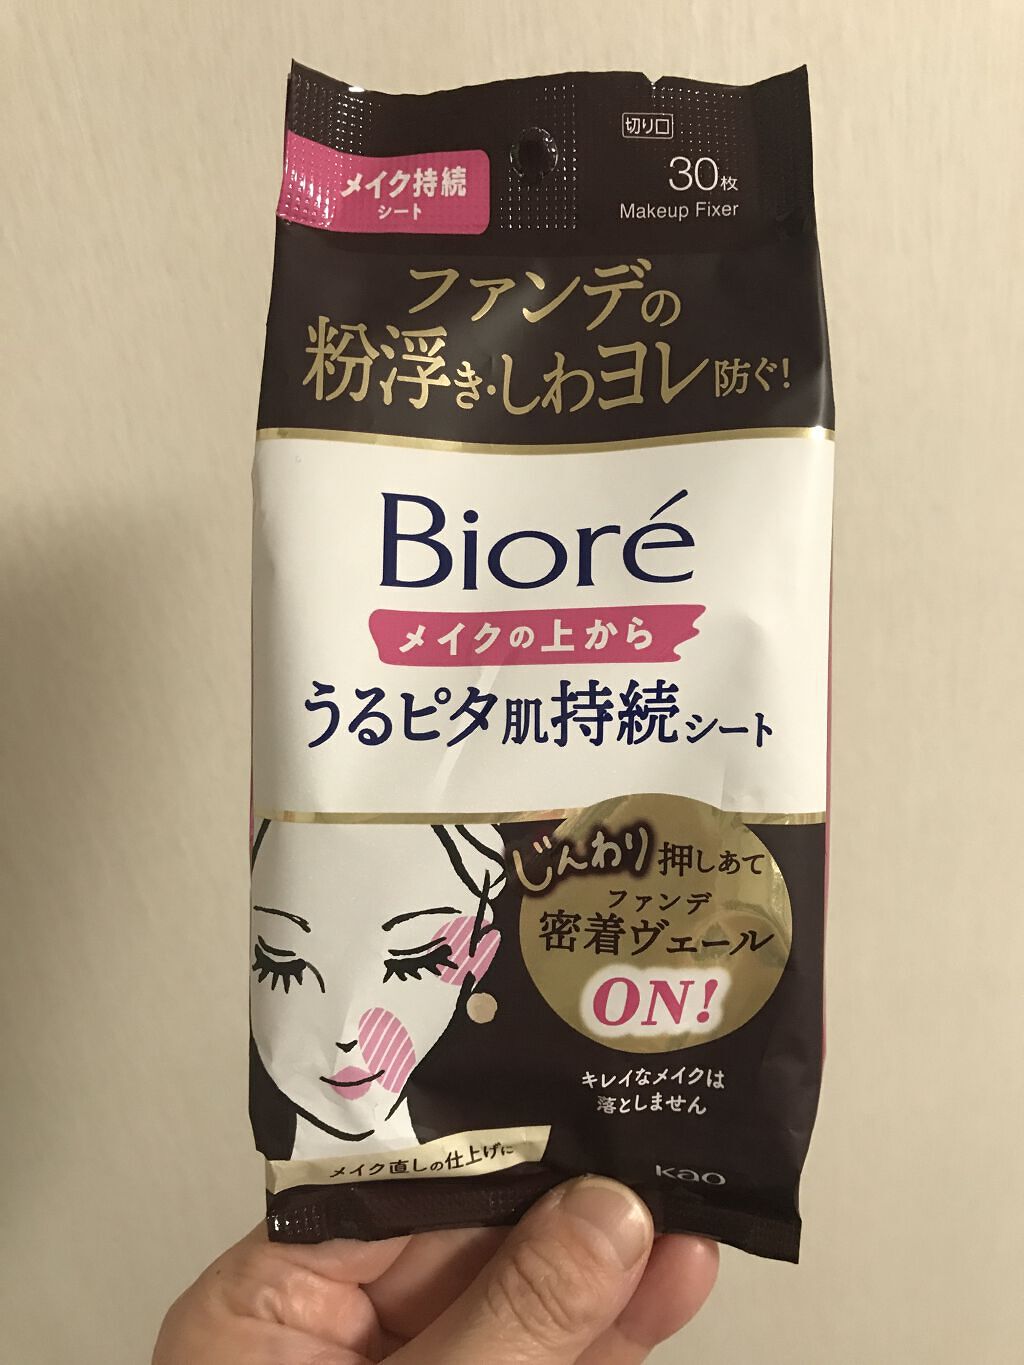 切り口
メイク持続
シート
30枚
Makeup Fixer
ファンデの
粉浮き・しわヨレ防ぐ!
Bioré
メイクの上から
うるピタ肌持続シート
じんわり押しあて
ファンデ
密着ヴェール
ON!
キレイなメイクは
落としません
メイク直しの仕上げに
Kao